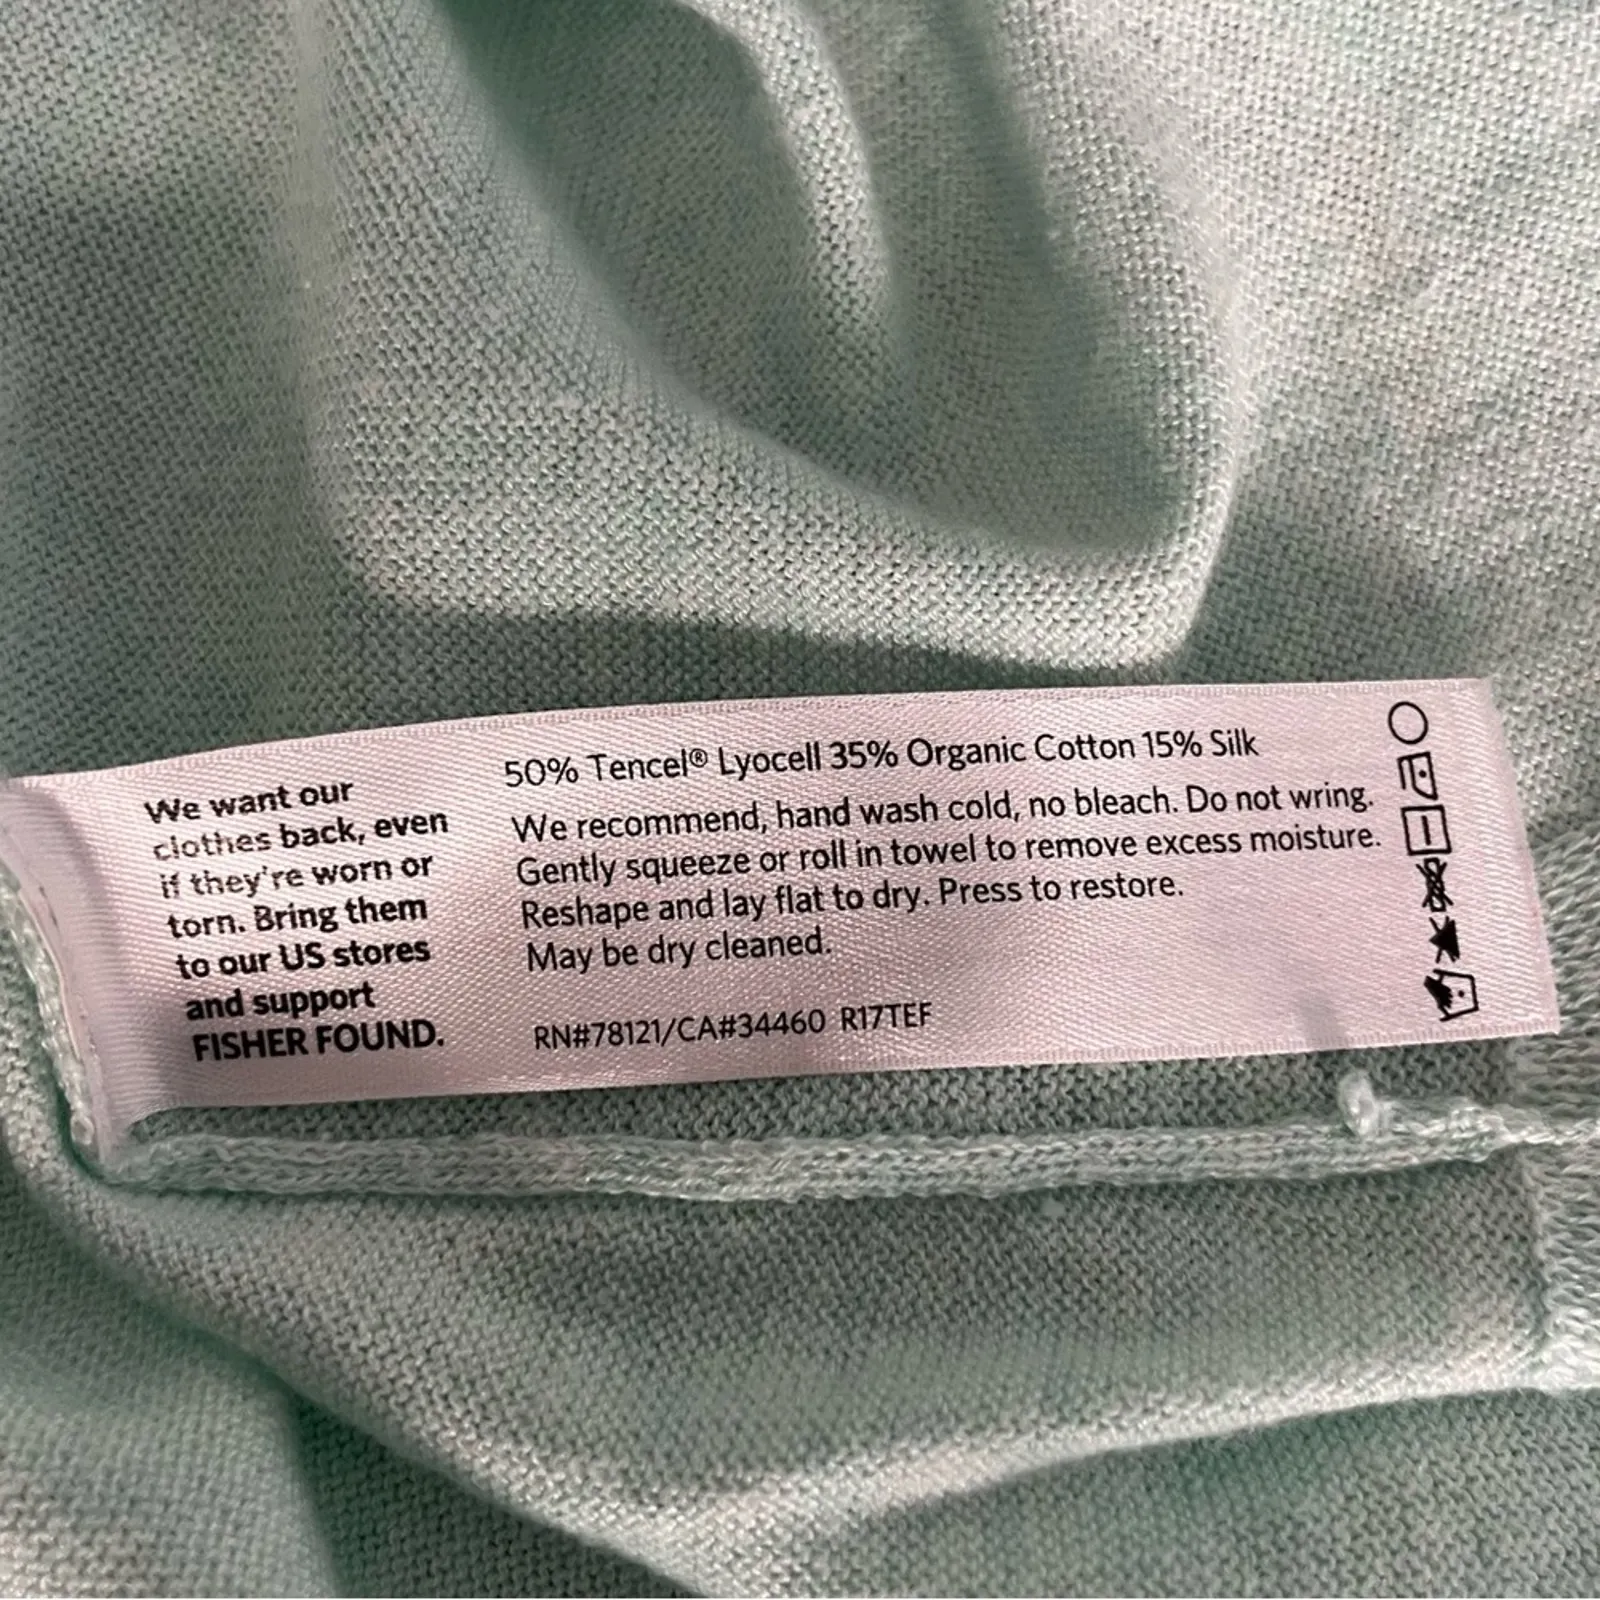 We want our
clothes back, even
if they're worn or
torn. Bring them
to our US stores
and support
FISHER FOUND.
50% Tencel® Lyocell 35% Organic Cotton 15% Silk
We recommend, hand wash cold, no bleach. Do not wring.
Gently squeeze or roll in towel to remove excess moisture.
Reshape and lay flat to dry. Press to restore.
May be dry cleaned.
RN#78121/CA#34460 R17TEF